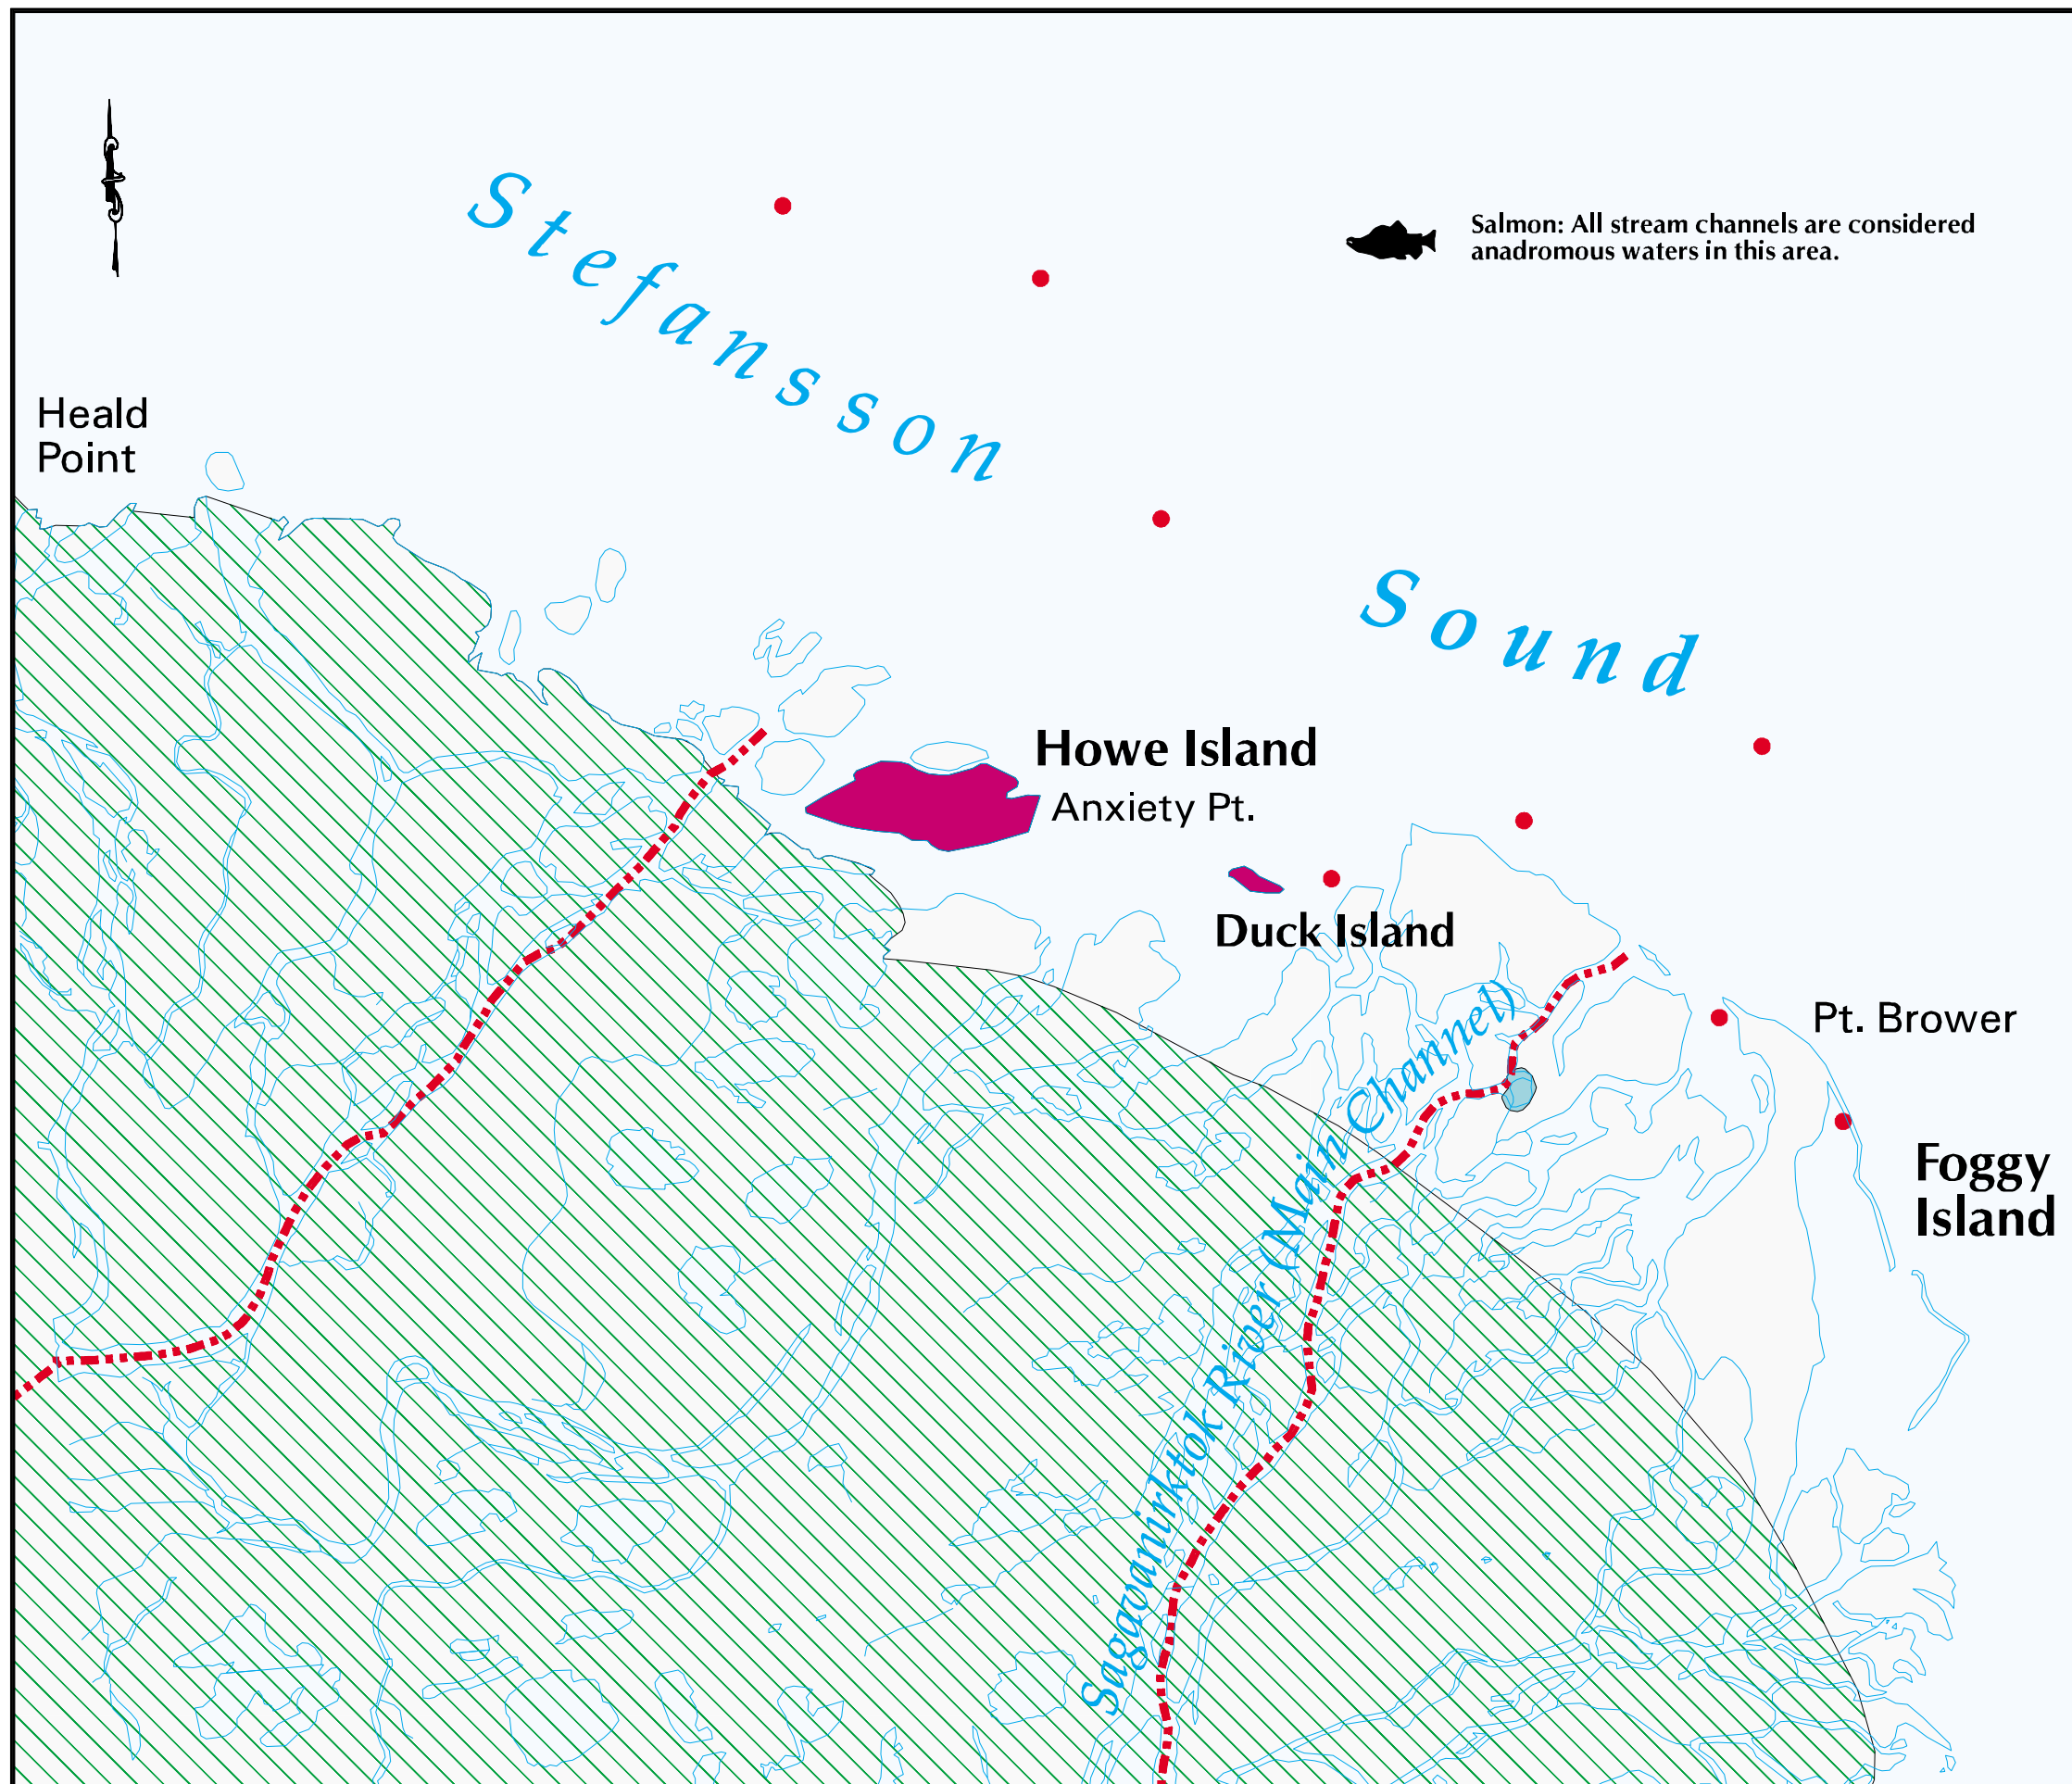 Stefansson
Sound
Salmon: All stream channels are considered
anadromous waters in this area.
Heald
Point
Howe Island
Anxiety Pt.
Duck Island
Pt. Brower
Foggy
Island
Sagavanirktok River (Main Channel)